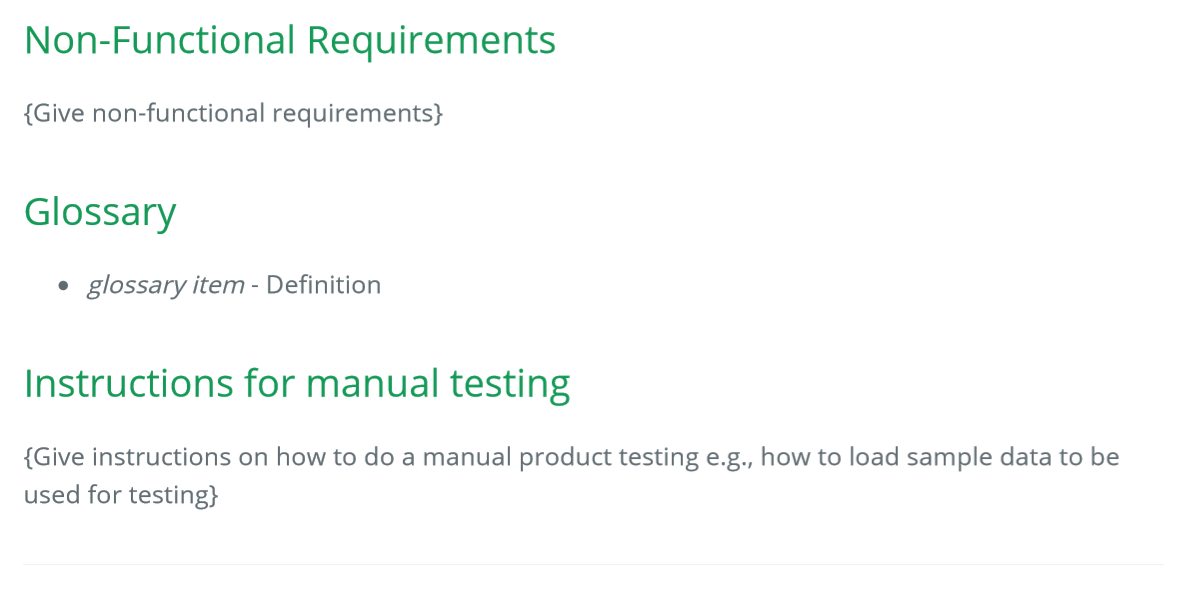 Non-Functional Requirements
{Give non-functional requirements}
Glossary
• glossary item - Definition
Instructions for manual testing
{Give instructions on how to do a manual product testing e.g., how to load sample data to be
used for testing}